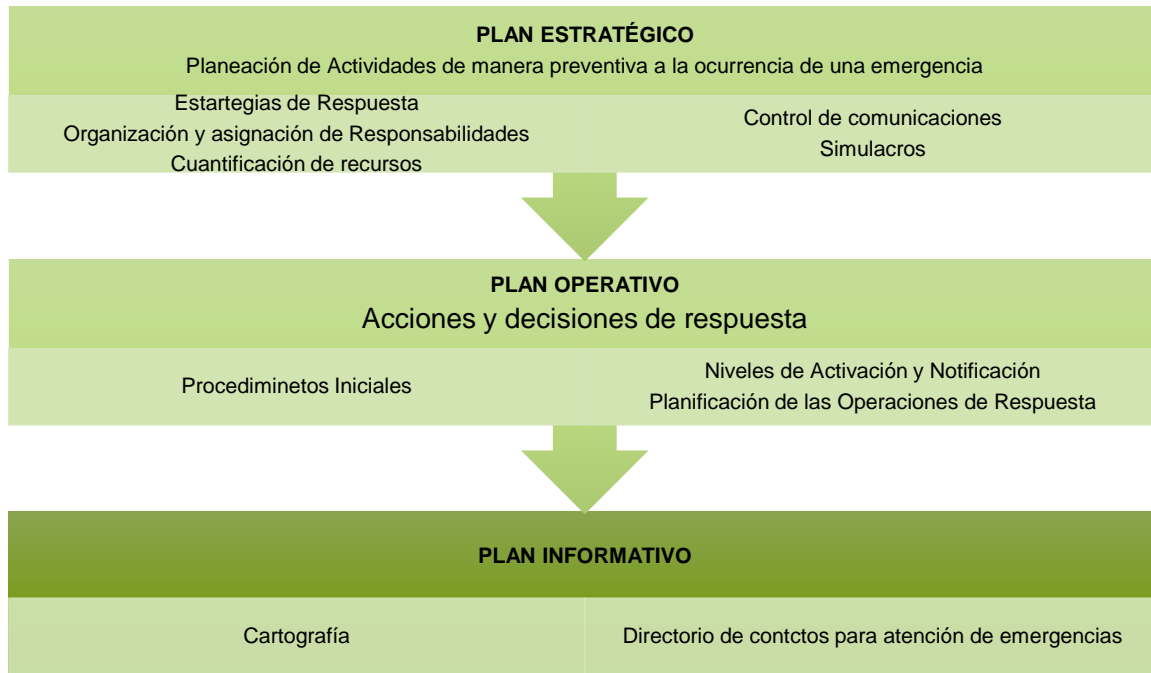 PLAN ESTRATÉGICO
Planeación de Actividades de manera preventiva a la ocurrencia de una emergencia
Estartegias de Respuesta
Organización y asignación de Responsabilidades
Cuantificación de recursos
Control de comunicaciones
Simulacros
PLAN OPERATIVO
Acciones y decisiones de respuesta
Procediminetos Iniciales
Niveles de Activación y Notificación
Planificación de las Operaciones de Respuesta
PLAN INFORMATIVO
Cartografía
Directorio de contctos para atención de emergencias